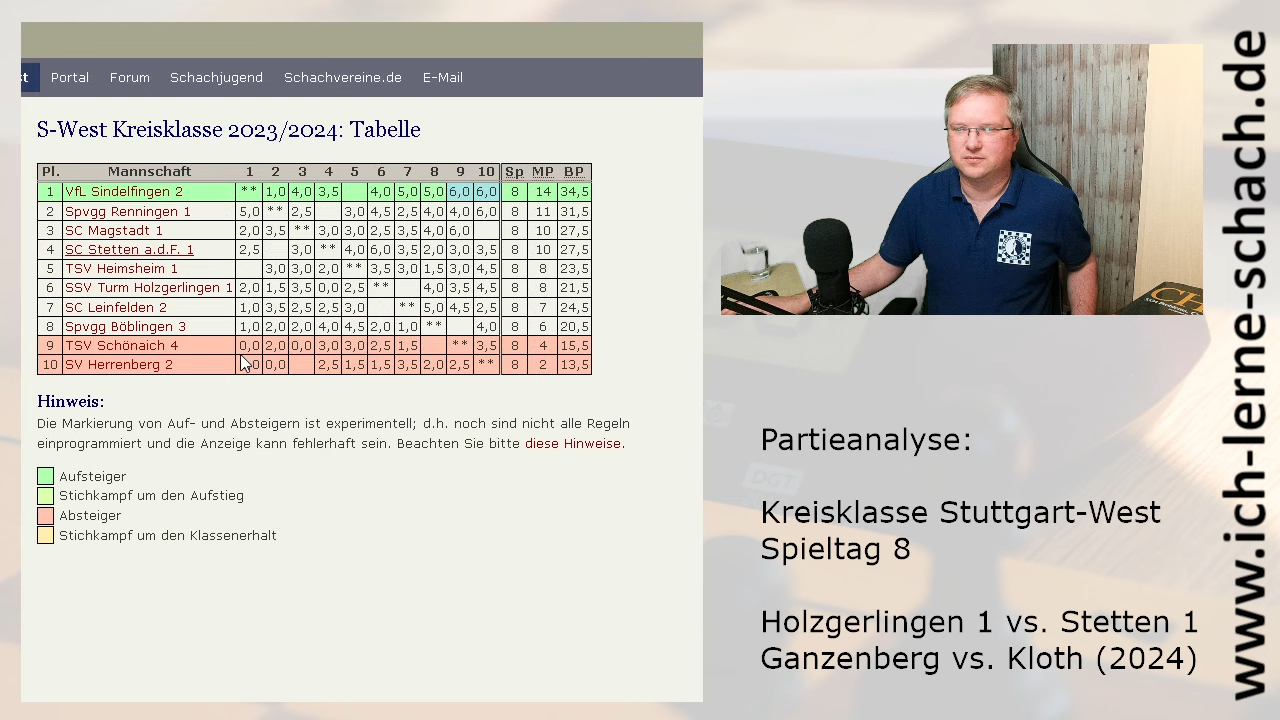 st Portal Forum Schachjugend Schachvereine.de E-Mail
S-West Kreisklasse 2023/2024: Tabelle
Pl. Mannschaft 1 2 3 4 5 6 7 8 9 10 Sp MP BP
1 VfL Sindelfingen 2 ** 1,0 4,0 3,5 4,0 5,0 5,0 6,0 6,0 8 14 34,5
2 Spvgg Renningen 1 5,0 ** 2,5 3,0 4,5 2,5 4,0 4,0 6,0 8 11 31,5
3 SC Magstadt 1 2,0 3,5 ** 3,0 3,0 2,5 3,5 4,0 6,0 8 10 27,5
4 SC Stetten a.d.F. 1 2,5 3,0 ** 4,0 6,0 3,5 2,0 3,0 3,5 8 10 27,5
5 TSV Heimsheim 1 3,0 3,0 2,0 ** 3,5 3,0 1,5 3,0 4,5 8 8 23,5
6 SSV Turm Holzgerlingen 1 2,0 1,5 3,5 0,0 2,5 ** 4,0 3,5 4,5 8 8 21,5
7 SC Leinfelden 2 1,0 3,5 2,5 2,5 3,0 ** 5,0 4,5 2,5 8 7 24,5
8 Spvgg Böblingen 3 1,0 2,0 2,0 4,0 4,5 2,0 1,0 ** 4,0 8 6 20,5
9 TSV Schönaich 4 0,0 2,0 0,0 3,0 3,0 2,5 1,5 ** 3,5 8 4 15,5
10 SV Herrenberg 2 0 0,0 2,5 1,5 1,5 3,5 2,0 2,5 ** 8 2 13,5
Hinweis:
Die Markierung von Auf- und Absteigern ist experimentell; d.h. noch sind nicht alle Regeln
einprogrammiert und die Anzeige kann fehlerhaft sein. Beachten Sie bitte diese Hinweise.
Aufsteiger
Stichkampf um den Aufstieg
Absteiger
Stichkampf um den Klassenerhalt
Partieanalyse:
Kreisklasse Stuttgart-West
Spieltag 8
Holzgerlingen 1 vs. Stetten 1
Ganzenberg vs. Kloth (2024)
www.ich-lerne-schach.de
DGT